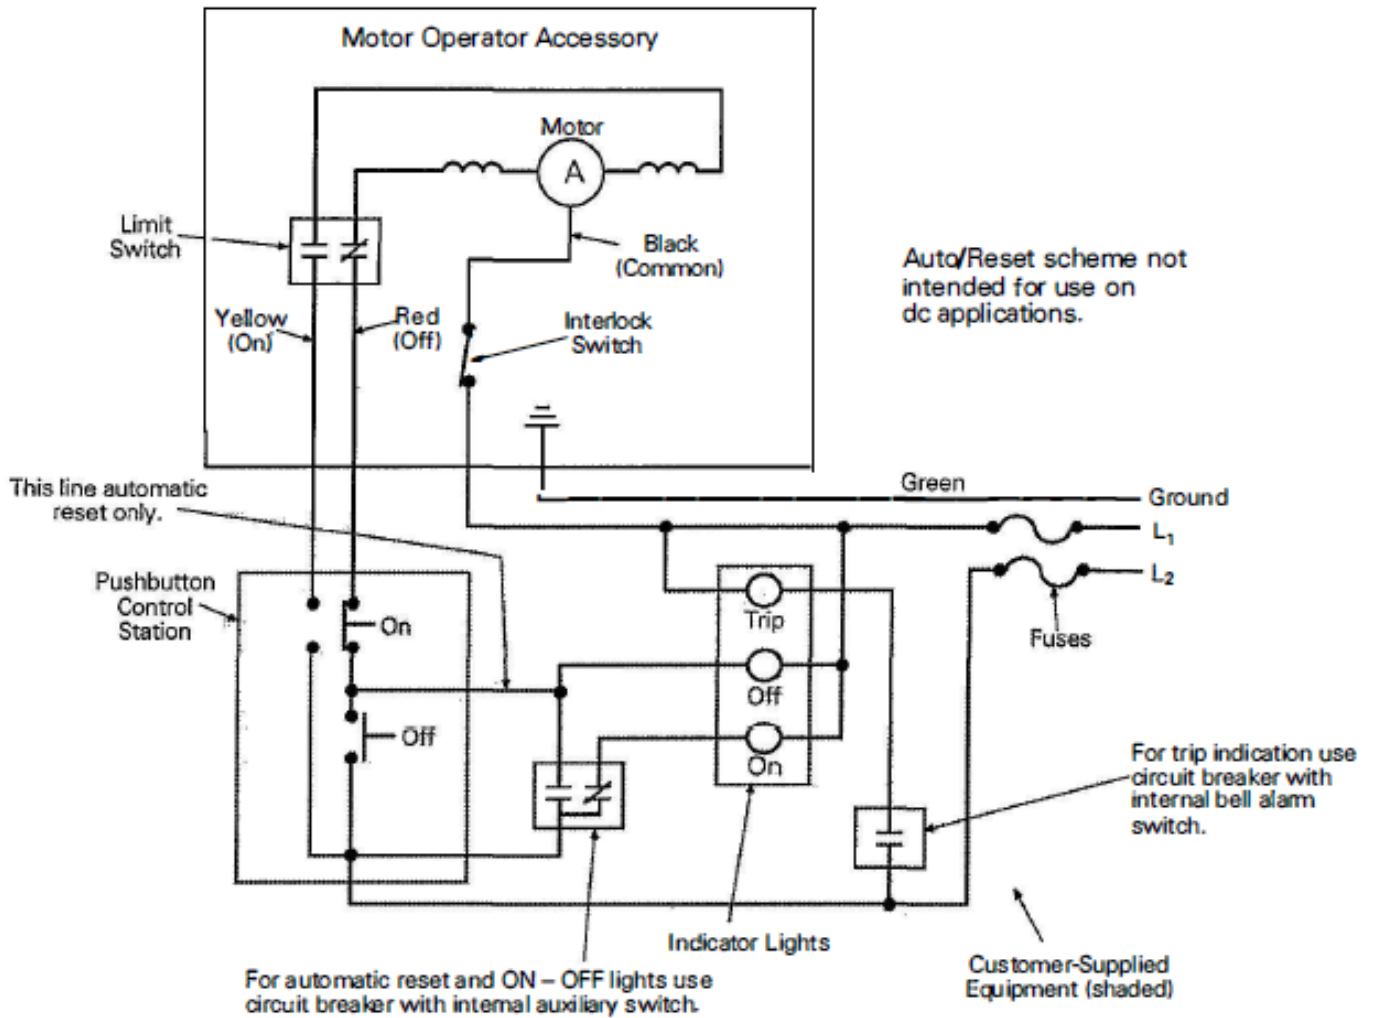 Motor Operator Accessory
Motor
A
Limit
Switch
Black
(Common)
Auto/Reset scheme not
intended for use on
dc applications.
Yellow
(On)
Red
(Off)
Interlock
Switch
This line automatic
reset only.
Green
Ground
L1
L2
Pushbutton
Control
Station
On
Trip
Fuses
Off
Off
On
For trip indication use
circuit breaker with
internal bell alarm
switch.
Indicator Lights
Customer-Supplied
Equipment (shaded)
For automatic reset and ON – OFF lights use
circuit breaker with internal auxiliary switch.